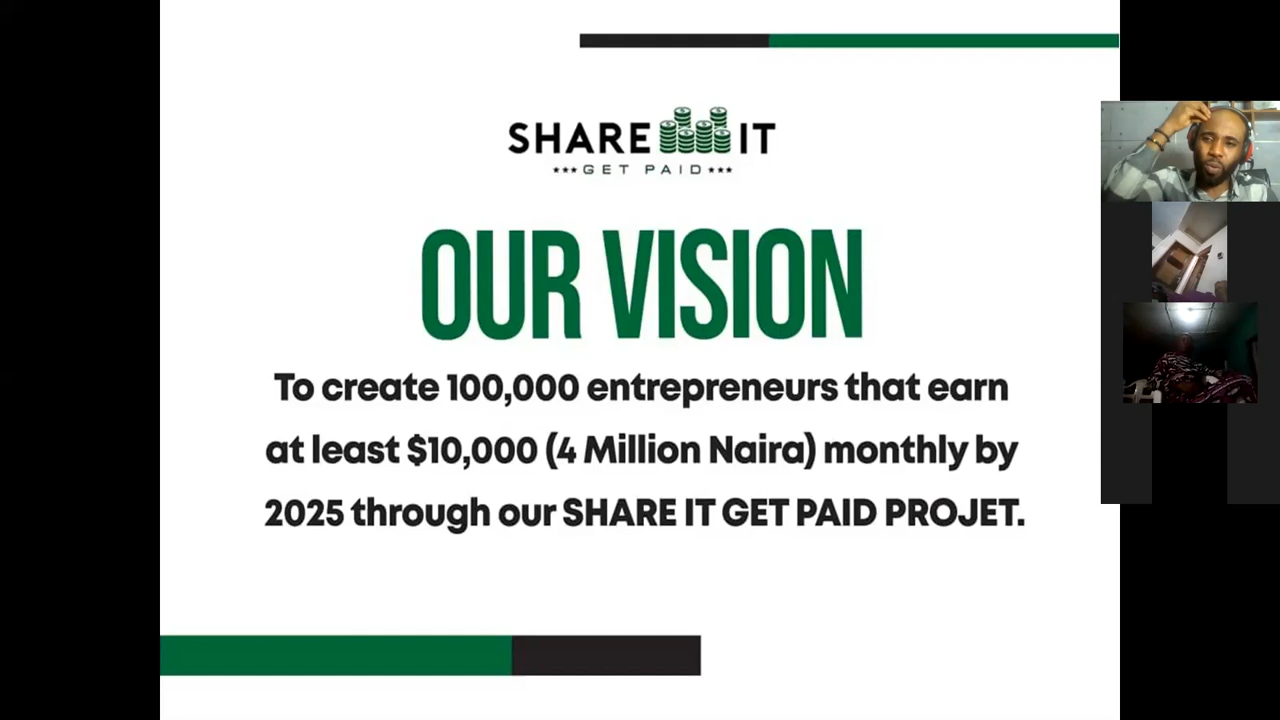 SHARE IT
***GET PAID***
OUR VISION
To create 100,000 entrepreneurs that earn
at least $10,000 (4 Million Naira) monthly by
2025 through our SHARE IT GET PAID PROJET.